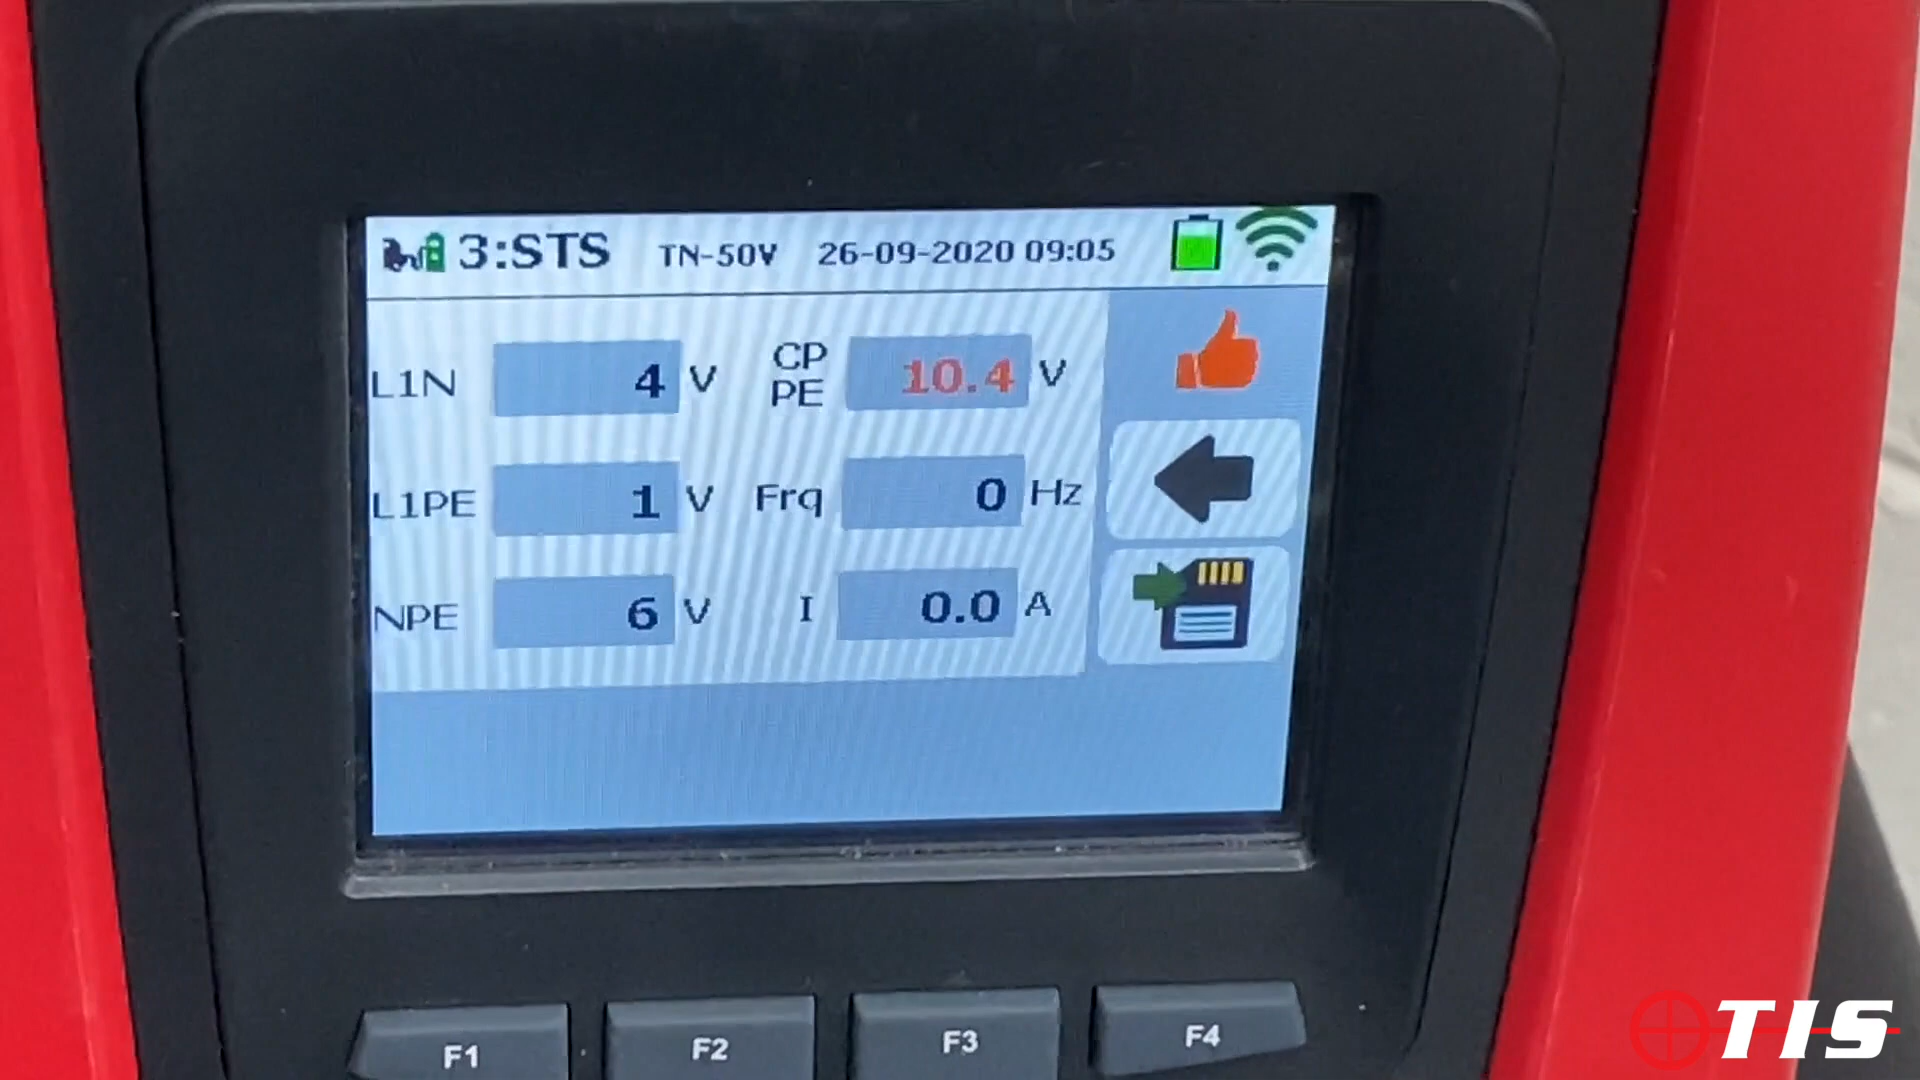 3:STS TN-50V 26-09-2020 09:05
L1N 4 V CP PE 10.4 V
L1PE 1 V Frq 0 Hz
NPE 6 V I 0.0 A
F1 F2 F3 F4
TIS